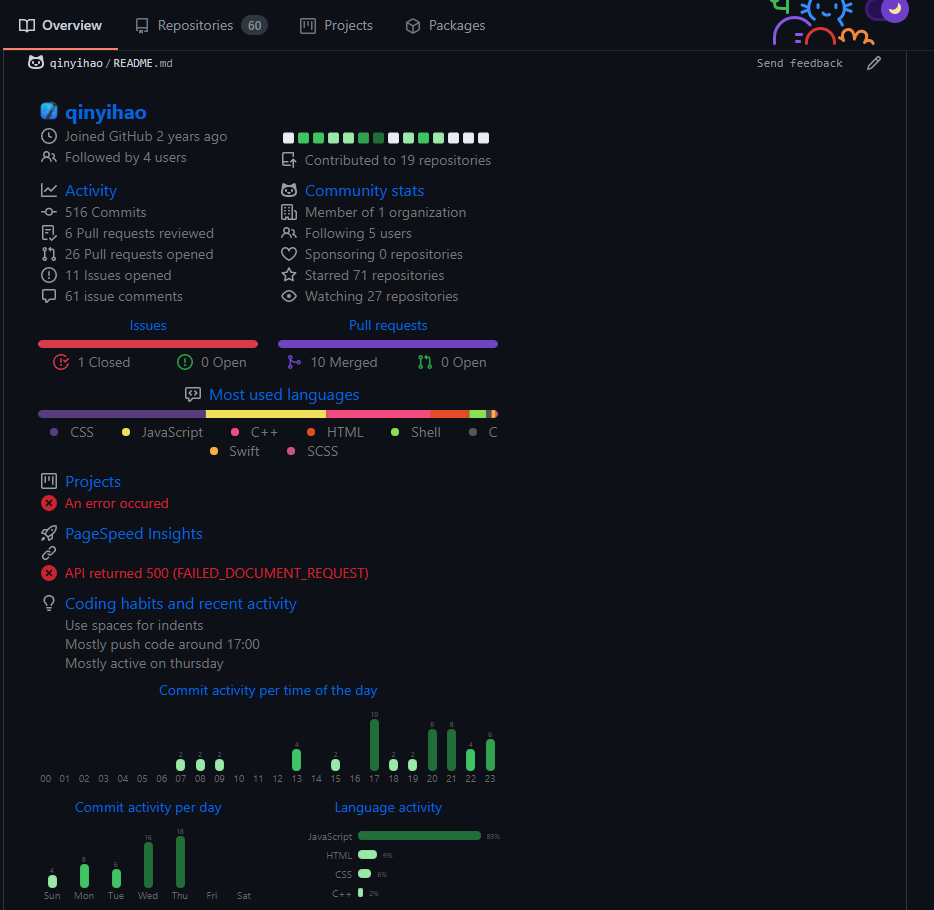 Overview Repositories 60 Projects Packages
qinyihao/README.md Send feedback
qinyihao
Joined GitHub 2 years ago
Followed by 4 users
Contributed to 19 repositories
Activity
516 Commits
6 Pull requests reviewed
26 Pull requests opened
11 Issues opened
61 issue comments
Community stats
Member of 1 organization
Following 5 users
Sponsoring 0 repositories
Starred 71 repositories
Watching 27 repositories
Issues
1 Closed 0 Open
Pull requests
10 Merged 0 Open
Most used languages
CSS JavaScript C++ HTML Shell C
Swift SCSS
Projects
An error occured
PageSpeed Insights
API returned 500 (FAILED_DOCUMENT_REQUEST)
Coding habits and recent activity
Use spaces for indents
Mostly push code around 17:00
Mostly active on thursday
Commit activity per time of the day
2 2 2 4 2 10 2 2 8 8 4 6
00 01 02 03 04 05 06 07 08 09 10 11 12 13 14 15 16 17 18 19 20 21 22 23
Commit activity per day
4 8 6 16 18
Sun Mon Tue Wed Thu Fri Sat
Language activity
JavaScript 83%
HTML 9%
CSS 6%
C++ 2%